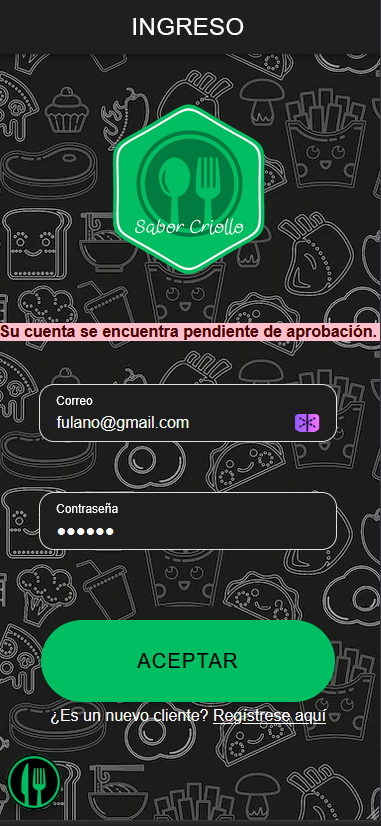 INGRESO
Sabor Criollo
Su cuenta se encuentra pendiente de aprobación.
Correo
fulano@gmail.com
Contraseña
••••••
ACEPTAR
¿Es un nuevo cliente? Regístrese aquí